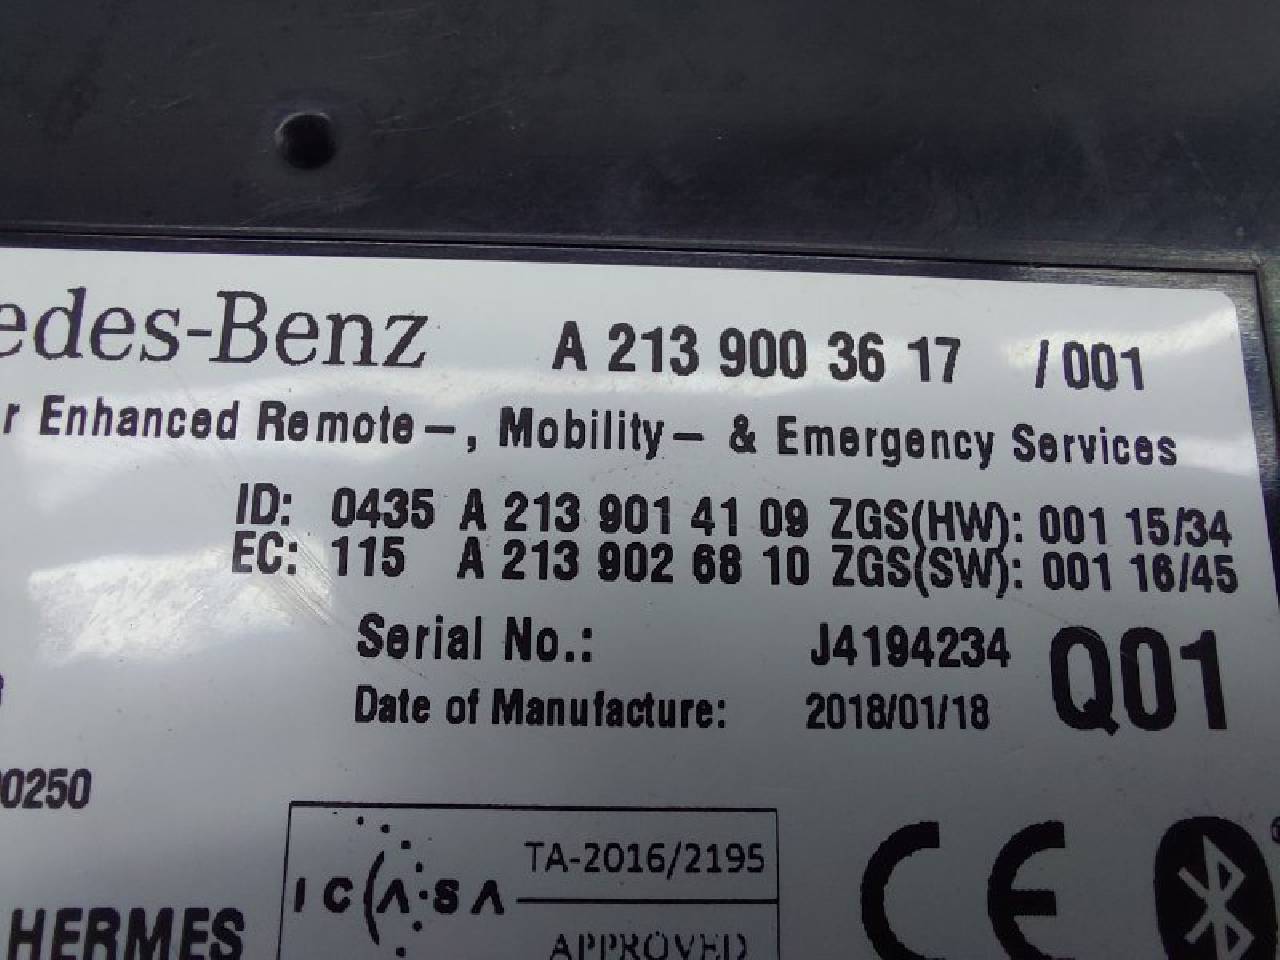 edes-Benz A 213 900 36 17 /001
r Enhanced Remote-, Mobility- & Emergency Services
ID: 0435 A 213 901 41 09 ZGS(HW): 001 15/34
EC: 115 A 213 902 68 10 ZGS(SW): 001 16/45
Serial No.: J4194234 Q01
Date of Manufacture: 2018/01/18
00250
ICASA TA-2016/2195
APPROVED
HERMES
CE